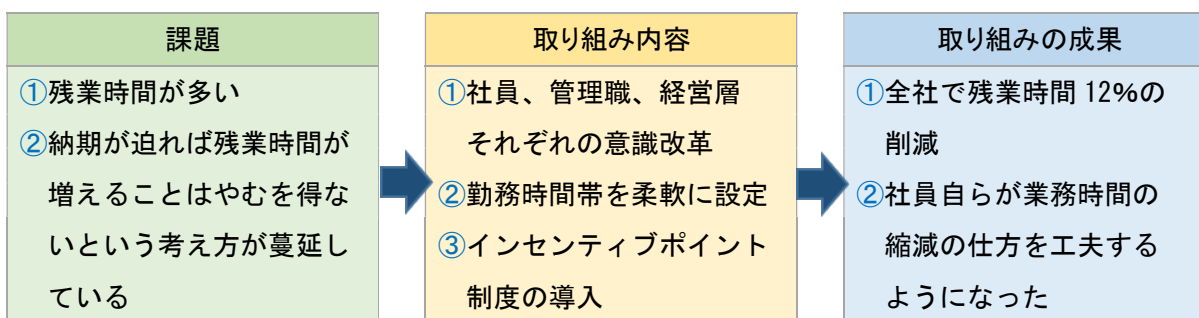 課題
①残業時間が多い
②納期が迫れば残業時間が
増えることはやむを得な
いという考え方が蔓延し
ている
取り組み内容
①社員、管理職、経営層
それぞれの意識改革
②勤務時間帯を柔軟に設定
③インセンティブポイント
制度の導入
取り組みの成果
①全社で残業時間 12%の
削減
②社員自らが業務時間の
縮減の仕方を工夫する
ようになった